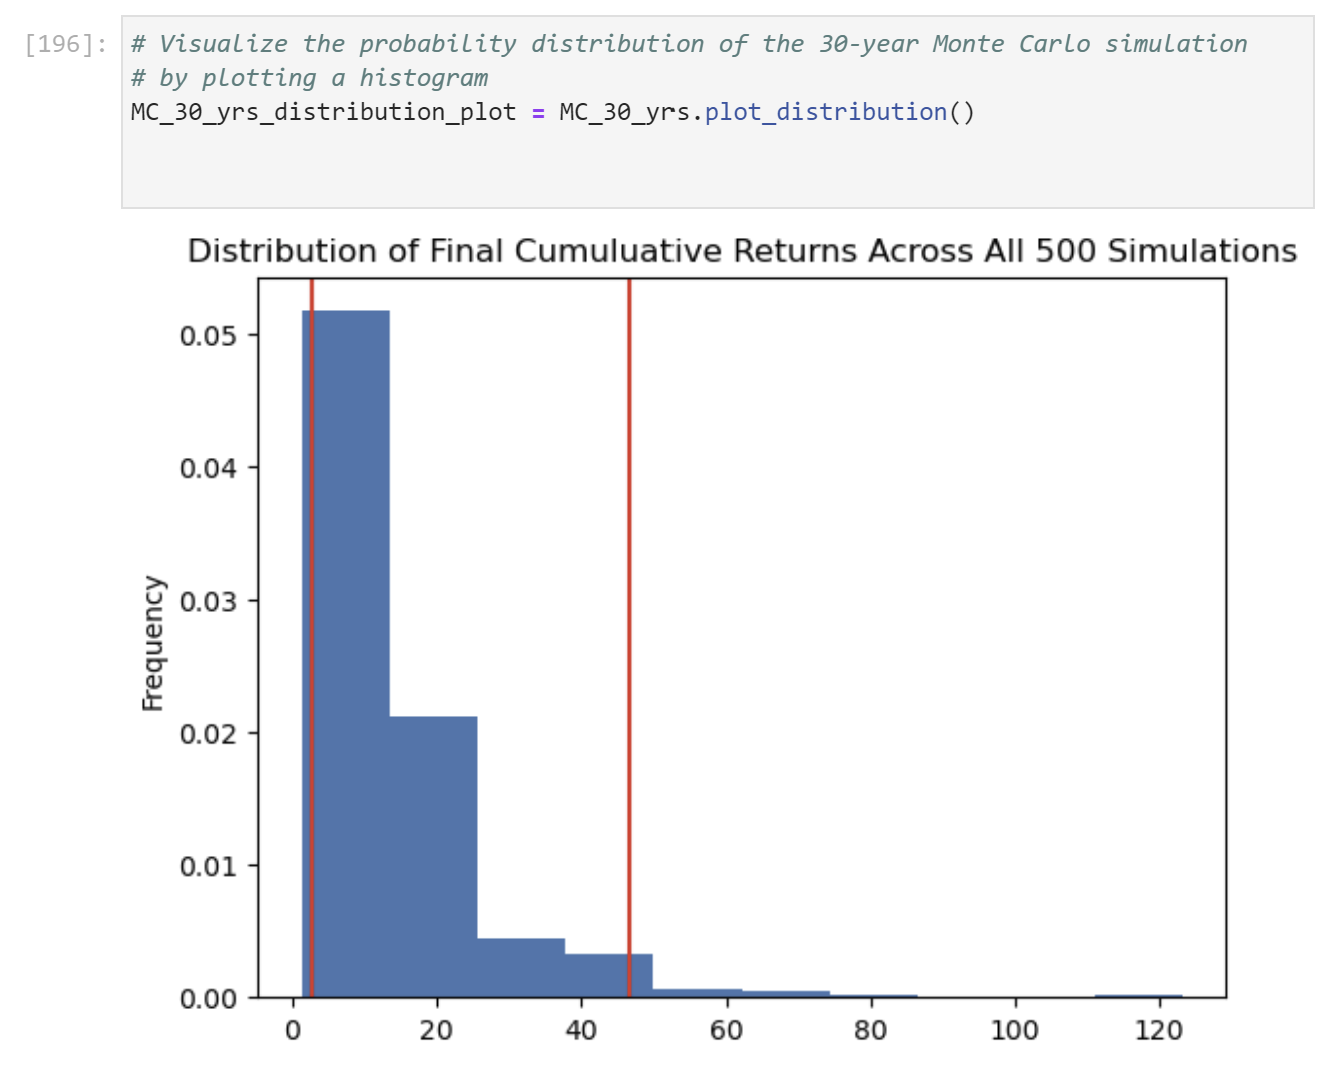 [196]:
# Visualize the probability distribution of the 30-year Monte Carlo simulation
# by plotting a histogram
MC_30_yrs_distribution_plot = MC_30_yrs.plot_distribution()
Distribution of Final Cumuluative Returns Across All 500 Simulations
0.05
0.04
0.03
0.02
0.01
0.00
Frequency
0 20 40 60 80 100 120